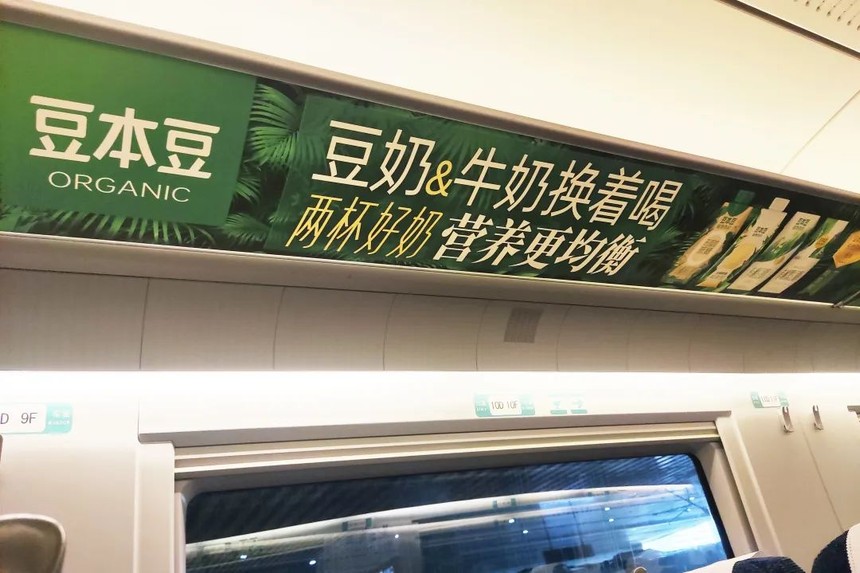 豆本豆
ORGANIC
豆奶&牛奶换着喝
两杯好奶 营养更均衡
D 9F
10D 10F